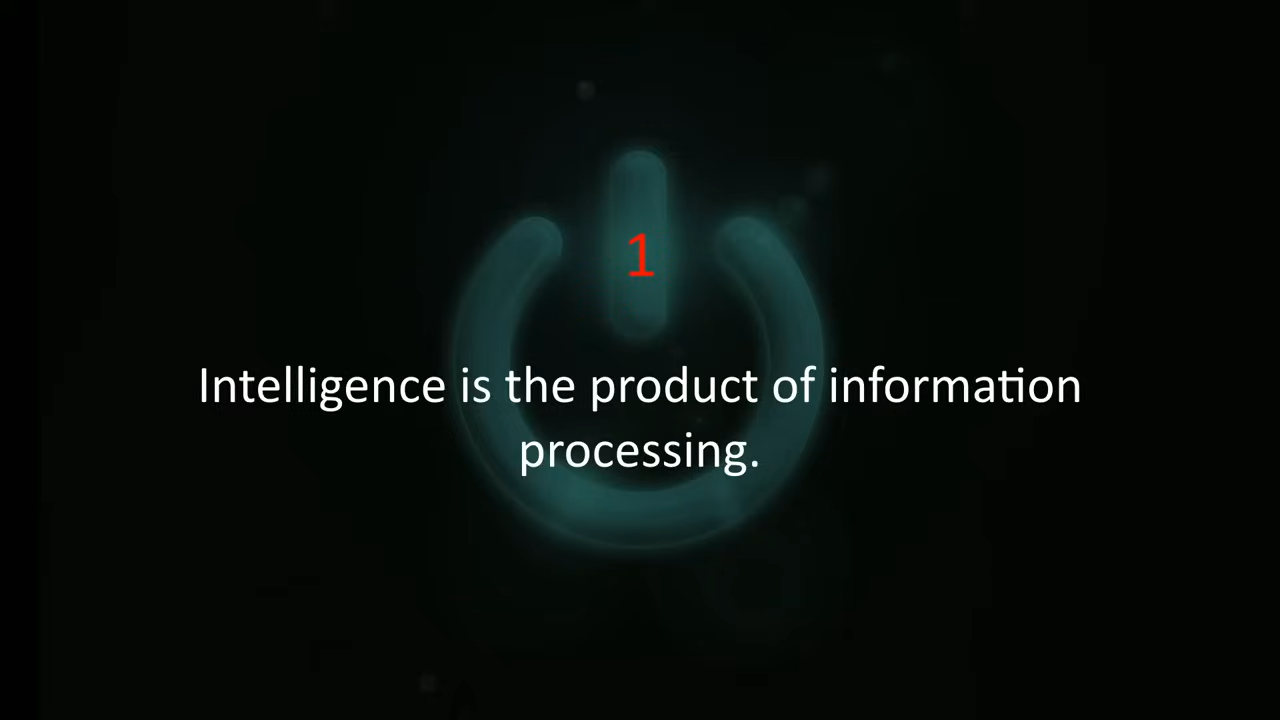 1
Intelligence is the product of information
processing.